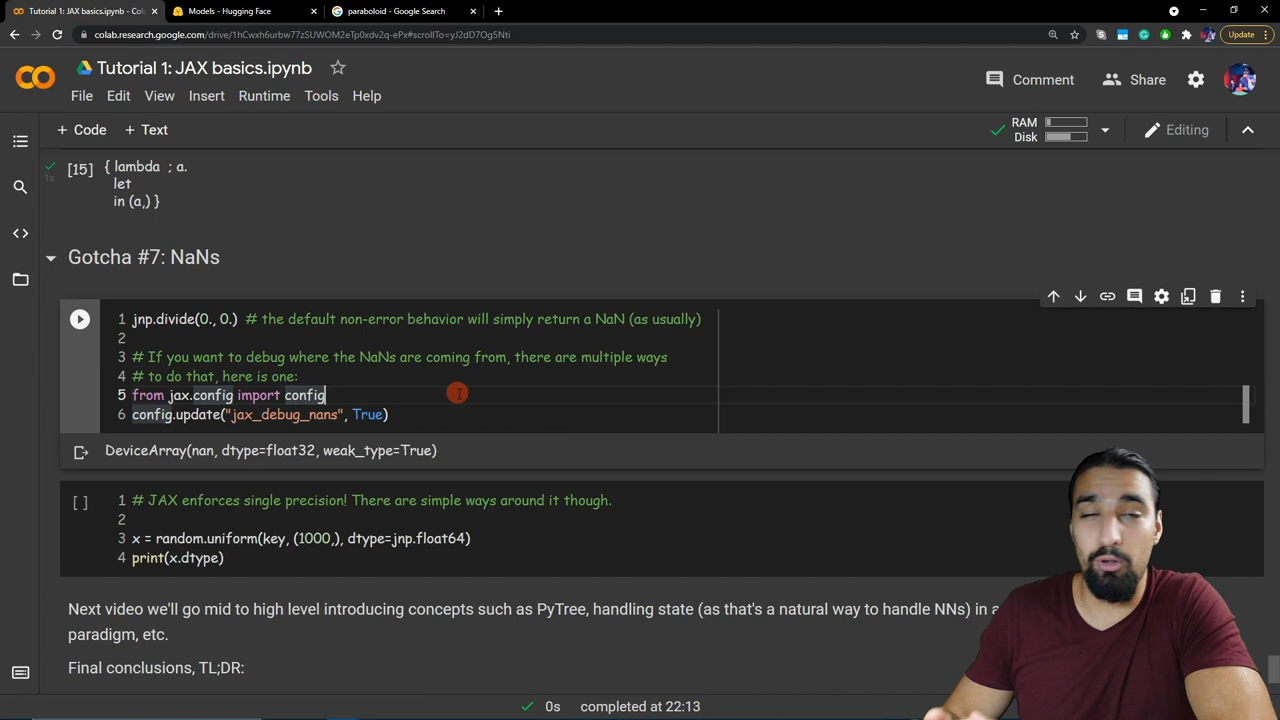 Tutorial 1: JAX basics.ipynb - Col
Models - Hugging Face
paraboloid - Google Search
colab.research.google.com/drive/1hCwxh6urbw77zSUWOM2eTp0xdv2q-ePx#scrollTo=yJ2dD7Og5Nti
Update
CO
Tutorial 1: JAX basics.ipynb
Comment
Share
File Edit View Insert Runtime Tools Help
+ Code + Text
RAM
Disk
Editing
1s
[15] { lambda ; a.
let
in (a,) }
Gotcha #7: NaNs
1 jnp.divide(0., 0.) # the default non-error behavior will simply return a NaN (as usually)
2
3 # If you want to debug where the NaNs are coming from, there are multiple ways
4 # to do that, here is one:
5 from jax.config import config
6 config.update("jax_debug_nans", True)
DeviceArray(nan, dtype=float32, weak_type=True)
[ ] 1 # JAX enforces single precision! There are simple ways around it though.
2
3 x = random.uniform(key, (1000,), dtype=jnp.float64)
4 print(x.dtype)
Next video we'll go mid to high level introducing concepts such as PyTree, handling state (as that's a natural way to handle NNs) in a
paradigm, etc.
Final conclusions, TL;DR:
0s completed at 22:13